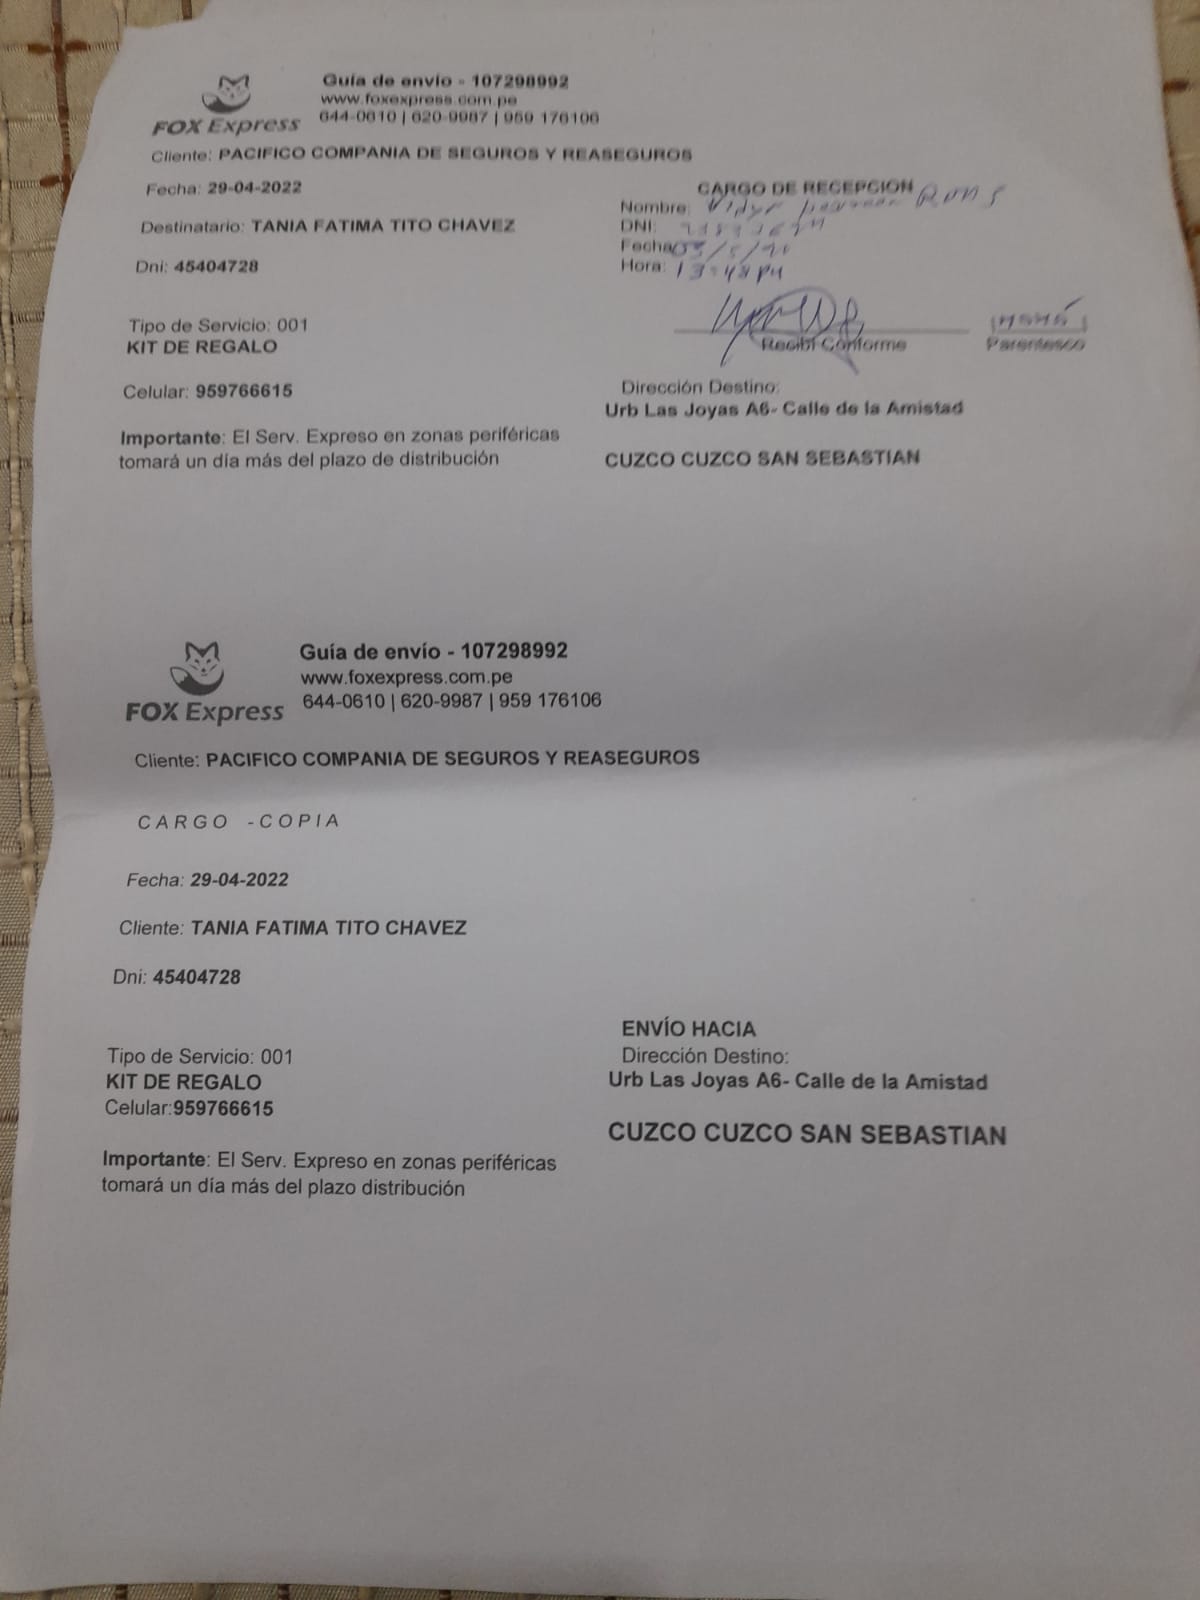 Guía de envío - 107298992
www.foxexpress.com.pe
644-0610 | 620-9987 | 959 176106
FOX Express
Cliente: PACIFICO COMPANIA DE SEGUROS Y REASEGUROS
Fecha: 29-04-2022
CARGO DE RECEPCION
Nombre:
DNI:
Destinatario: TANIA FATIMA TITO CHAVEZ
Fecha
Hora: 13:48 PM
Dni: 45404728
Tipo de Servicio: 001
KIT DE REGALO
Recibí Conforme
mamá
Parentesco
Celular: 959766615
Dirección Destino:
Urb Las Joyas A6- Calle de la Amistad
Importante: El Serv. Expreso en zonas periféricas
tomará un día más del plazo de distribución
CUZCO CUZCO SAN SEBASTIAN
Guía de envío - 107298992
www.foxexpress.com.pe
644-0610 | 620-9987 | 959 176106
FOX Express
Cliente: PACIFICO COMPANIA DE SEGUROS Y REASEGUROS
CARGO -COPIA
Fecha: 29-04-2022
Cliente: TANIA FATIMA TITO CHAVEZ
Dni: 45404728
ENVÍO HACIA
Tipo de Servicio: 001
Dirección Destino:
KIT DE REGALO
Urb Las Joyas A6- Calle de la Amistad
Celular:959766615
CUZCO CUZCO SAN SEBASTIAN
Importante: El Serv. Expreso en zonas periféricas
tomará un día más del plazo distribución